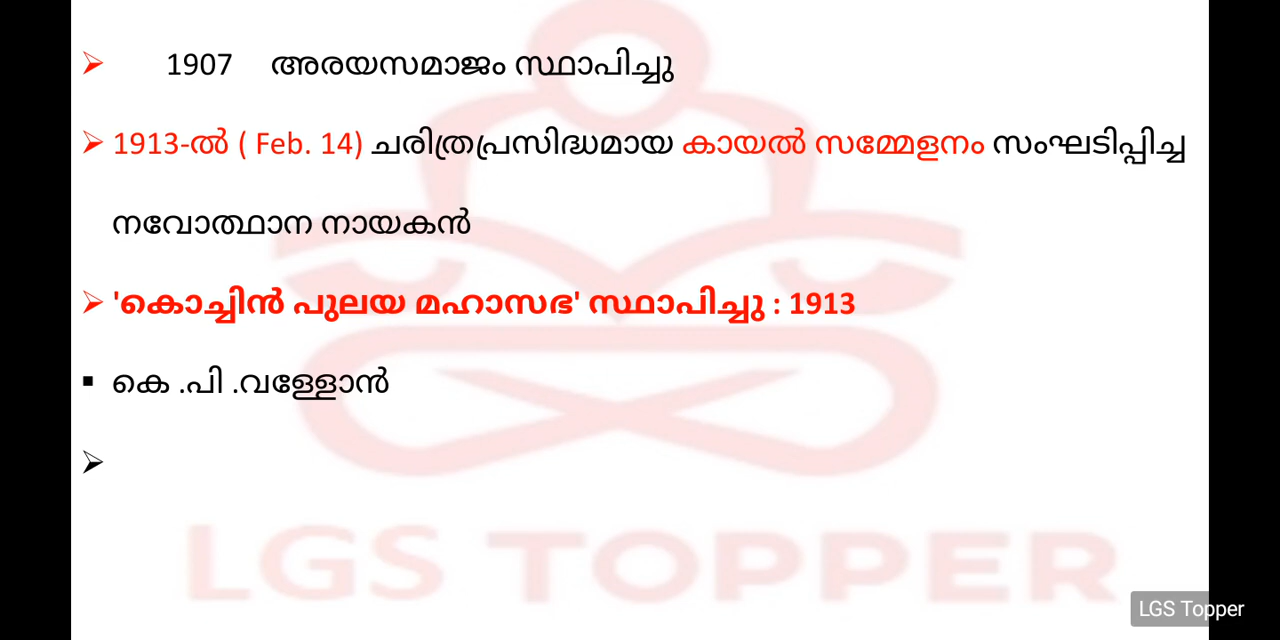 ➢ 1907 അരയസമാജം സ്ഥാപിച്ചു
➢ 1913-ൽ ( Feb. 14) ചരിത്രപ്രസിദ്ധമായ കായൽ സമ്മേളനം സംഘടിപ്പിച്ച
നവോത്ഥാന നായകൻ
➢ 'കൊച്ചിൻ പുലയ മഹാസഭ' സ്ഥാപിച്ചു : 1913
▪ കെ .പി .വള്ളോൻ
➢
LGS TOPPER
LGS Topper